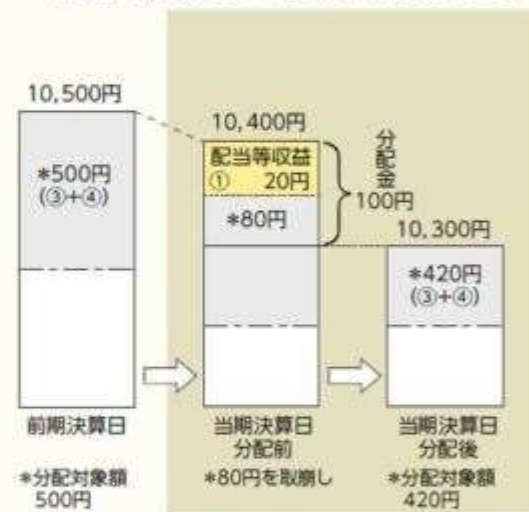 10,500円
*500円
(③+④)
前期決算日
*分配対象額
500円
10,400円
配当等収益
① 20円
*80円
分配金
100円
当期決算日
分配前
*80円を取崩し
10,300円
*420円
(③+④)
当期決算日
分配後
*分配対象額
420円